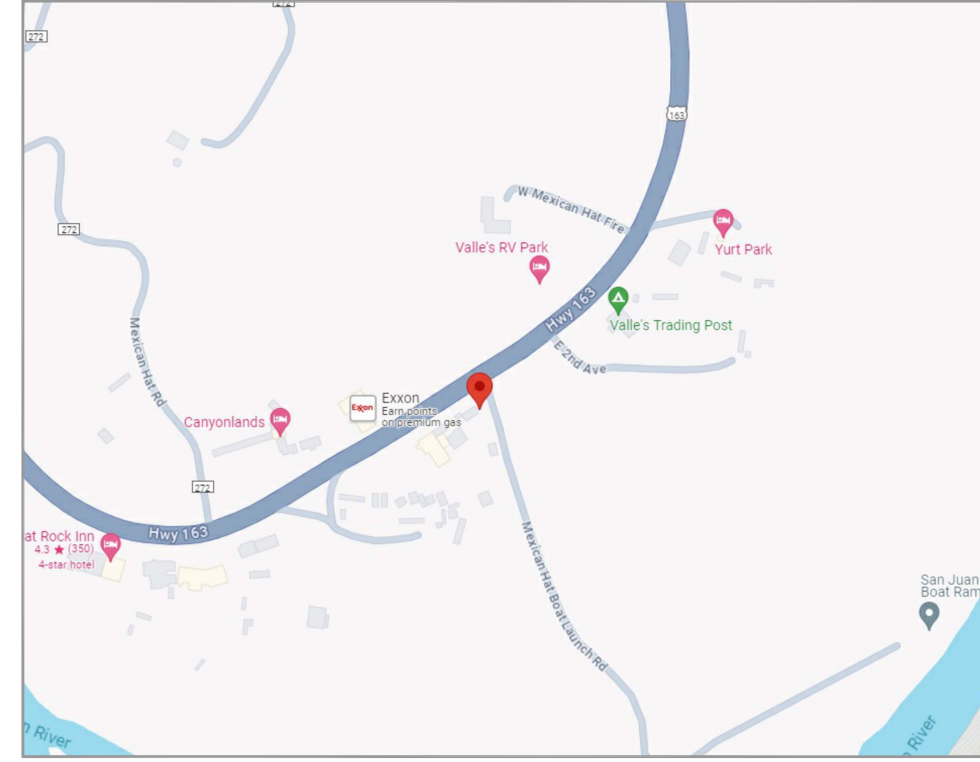 272
272
163
W Mexican Hat Fire
Valle's RV Park
Yurt Park
272
Hwy 163
Valle's Trading Post
E 2nd Ave
Mexican Hat Rd
Exxon
Exxon
Earn points
on premium gas
Canyonlands
272
Hwy 163
at Rock Inn
4.3 ★ (350)
4-star hotel
Mexican Hat Boat Launch Rd
San Juan
Boat Ram
n River
River